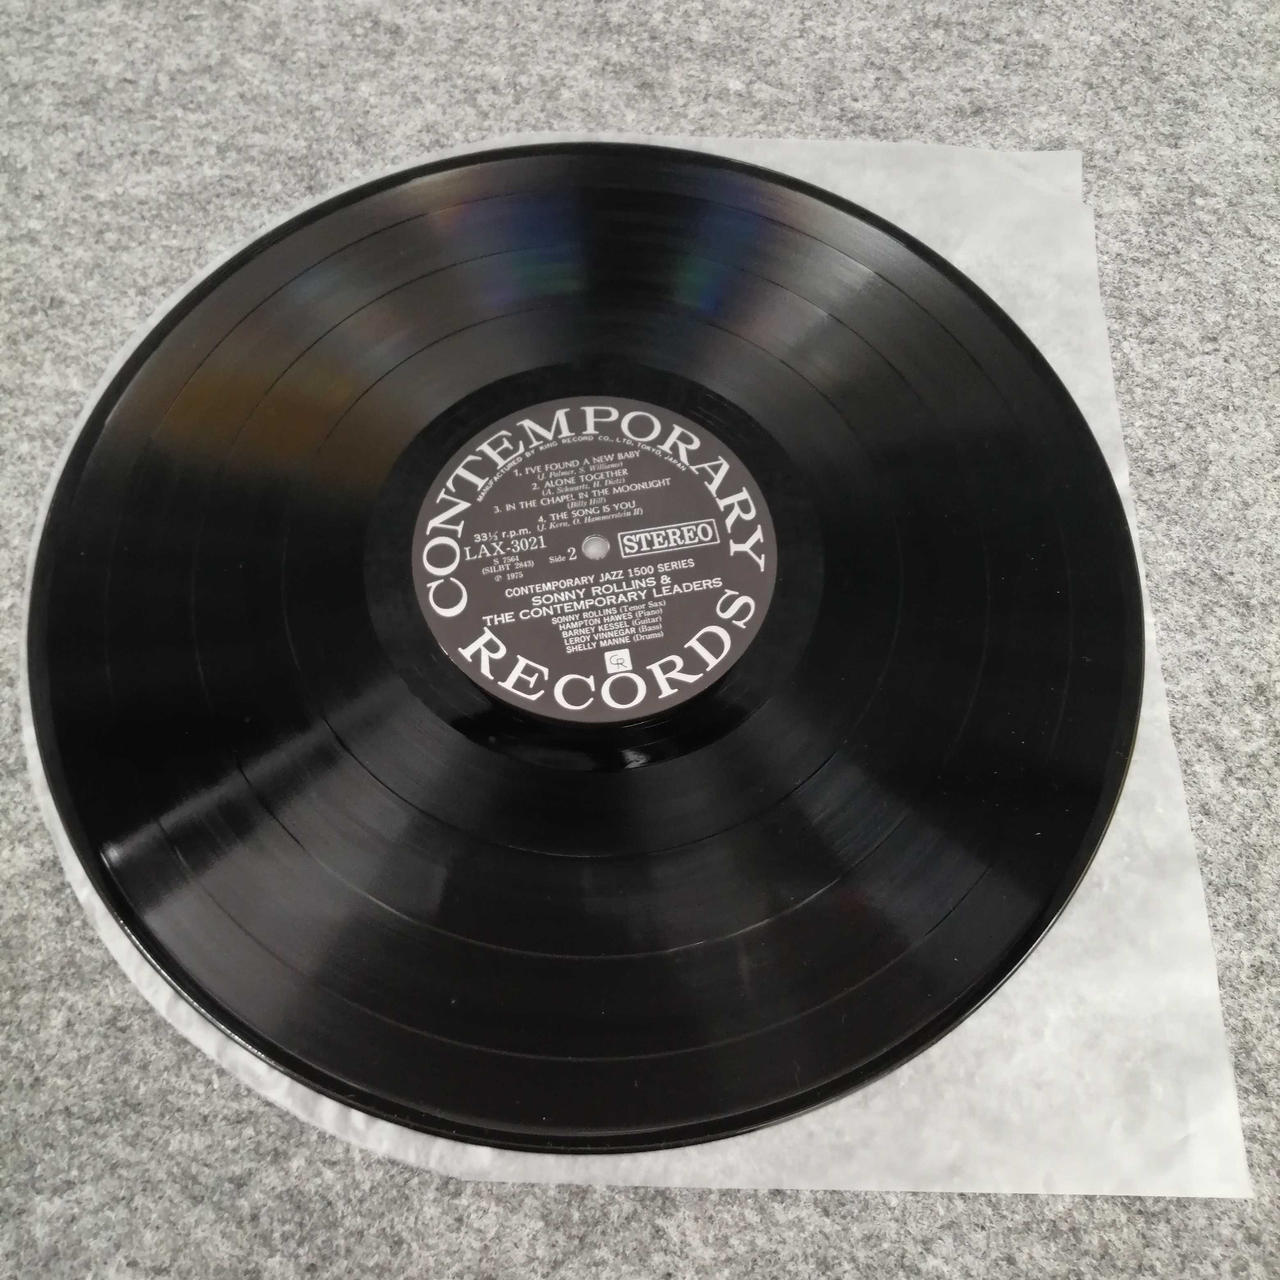 CONTEMPORARY
MANUFACTURED BY KING RECORD CO., LTD, TOKYO, JAPAN
1. I'VE FOUND A NEW BABY
(J. Palmer, S. Williams)
2. ALONE TOGETHER
(A. Schwartz, H. Dietz)
3. IN THE CHAPEL IN THE MOONLIGHT
(Billy Hill)
4. THE SONG IS YOU
(J. Kern, O. Hammerstein II)
33⅓ r.p.m.
LAX-3021
S 7564
(SILBT 2843)
℗ 1975
Side 2
STEREO
CONTEMPORARY JAZZ 1500 SERIES
SONNY ROLLINS &
THE CONTEMPORARY LEADERS
SONNY ROLLINS (Tenor Sax)
HAMPTON HAWES (Piano)
BARNEY KESSEL (Guitar)
LEROY VINNEGAR (Bass)
SHELLY MANNE (Drums)
CR
RECORDS